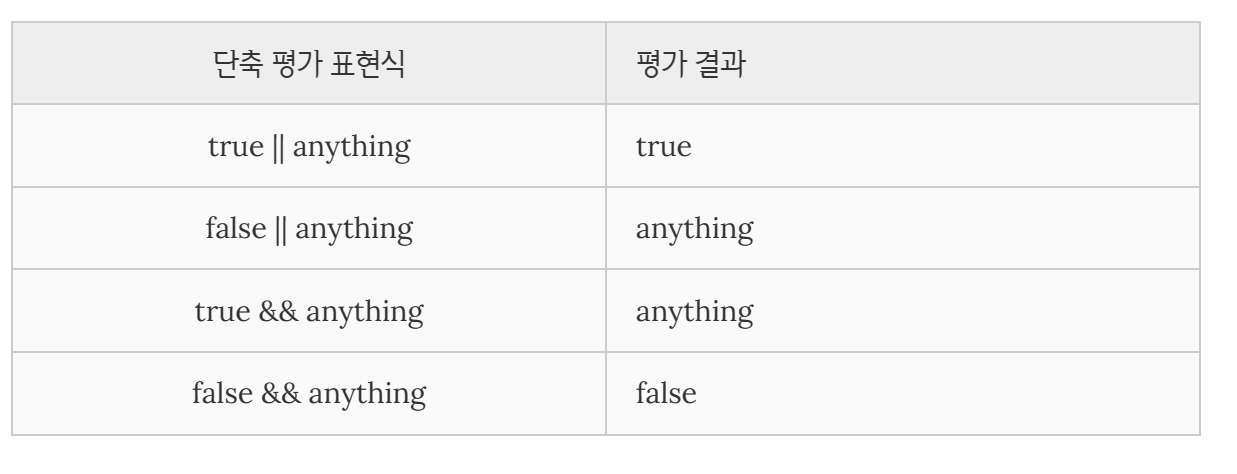 단축 평가 표현식 평가 결과
true || anything true
false || anything anything
true && anything anything
false && anything false